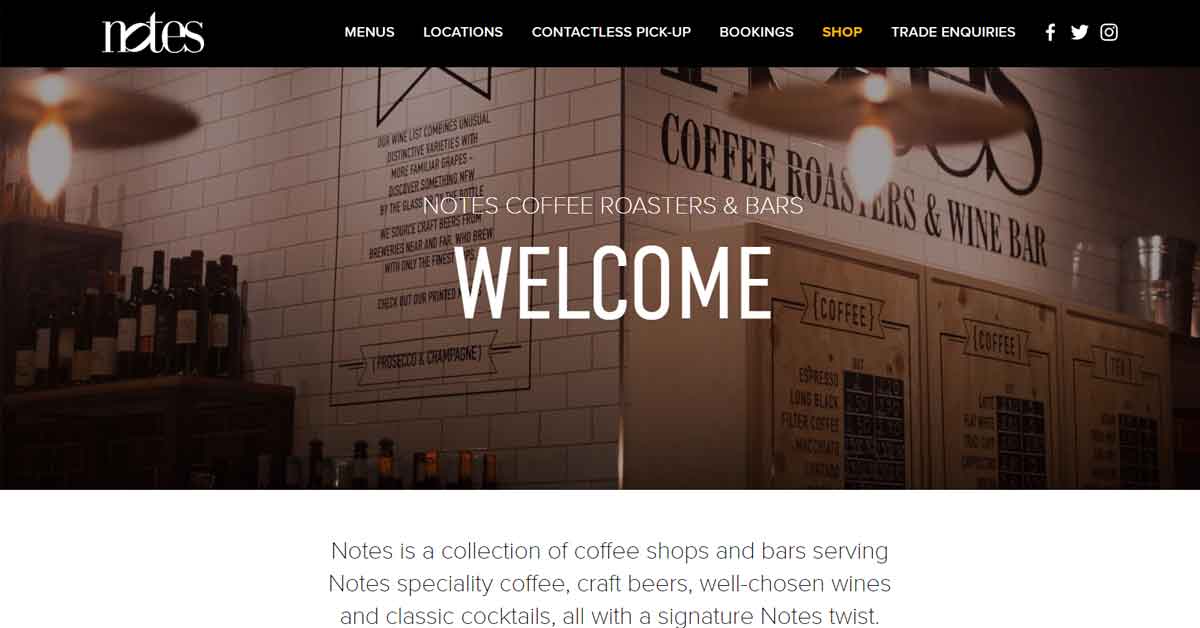 notes
MENUS
LOCATIONS
CONTACTLESS PICK-UP
BOOKINGS
SHOP
TRADE ENQUIRIES
OUR WINE LIST COMBINES UNUSUAL
DISTINCTIVE VARIETIES WITH
MORE FAMILIAR GRAPES -
DISCOVER SOMETHING NEW
BY THE GLASS OR THE BOTTLE
WE SOURCE CRAFT BEERS FROM
BREWERIES NEAR AND FAR, WHO BREW
WITH ONLY THE FINEST
CHECK OUT OUR PRINTED
{PROSECCO & CHAMPAGNE}
COFFEE ROASTERS & WINE BAR
NOTES COFFEE ROASTERS & BARS
WELCOME
{COFFEE}
OUT IN
ESPRESSO
LONG BLACK
FILTER COFFEE
MACCHIATO
{COFFEE}
LATTE
FLAT WHITE
CAPPUCCINO
{TEA}
Notes is a collection of coffee shops and bars serving
Notes speciality coffee, craft beers, well-chosen wines
and classic cocktails, all with a signature Notes twist.